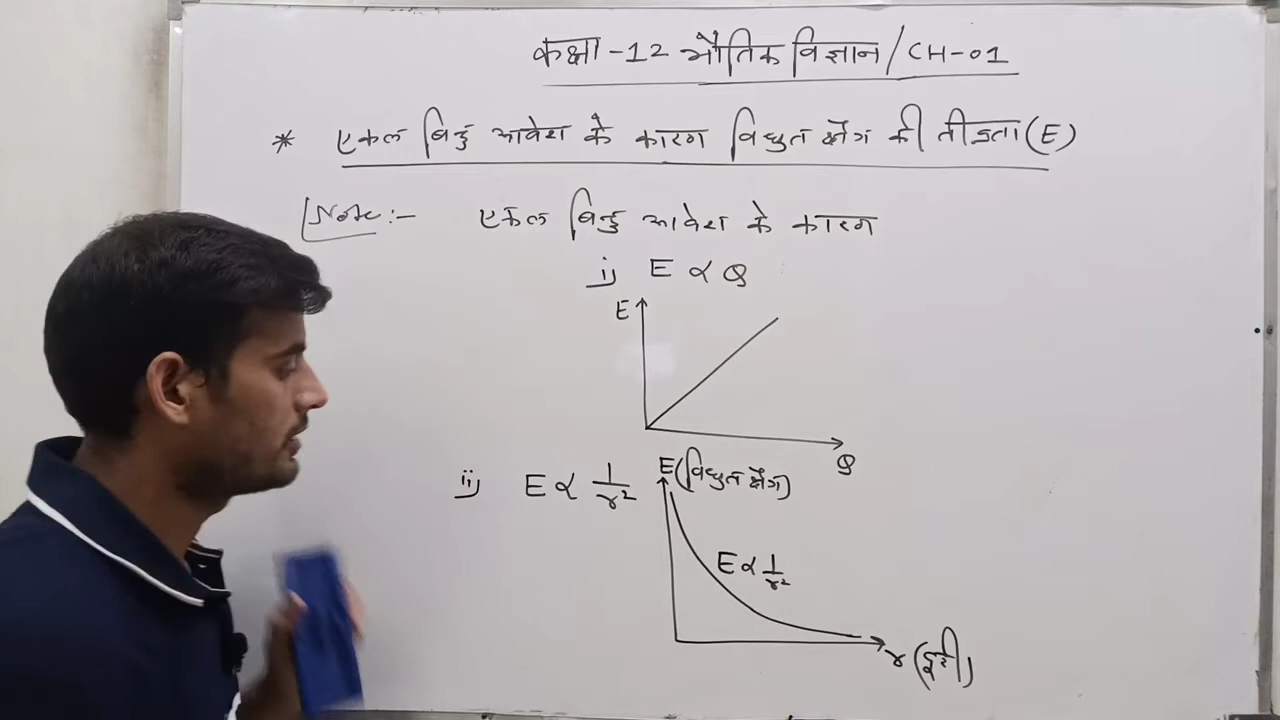 कक्षा -12 भौतिक विज्ञान / CH-01
* एकल बिन्दु आवेश के कारण विद्युत क्षेत्र की तीव्रता (E)
Note:- एकल बिन्दु आवेश के कारण
i) E ∝ Q
E
Q
ii) E ∝ 1/r²
E (विद्युत क्षेत्र)
E ∝ 1/r²
r (दूरी)